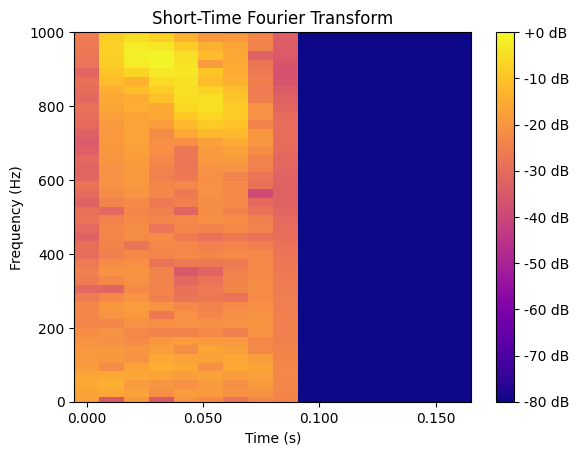 Short-Time Fourier Transform
Frequency (Hz)
1000
800
600
400
200
0
0.000
0.050
0.100
0.150
Time (s)
+0 dB
-10 dB
-20 dB
-30 dB
-40 dB
-50 dB
-60 dB
-70 dB
-80 dB